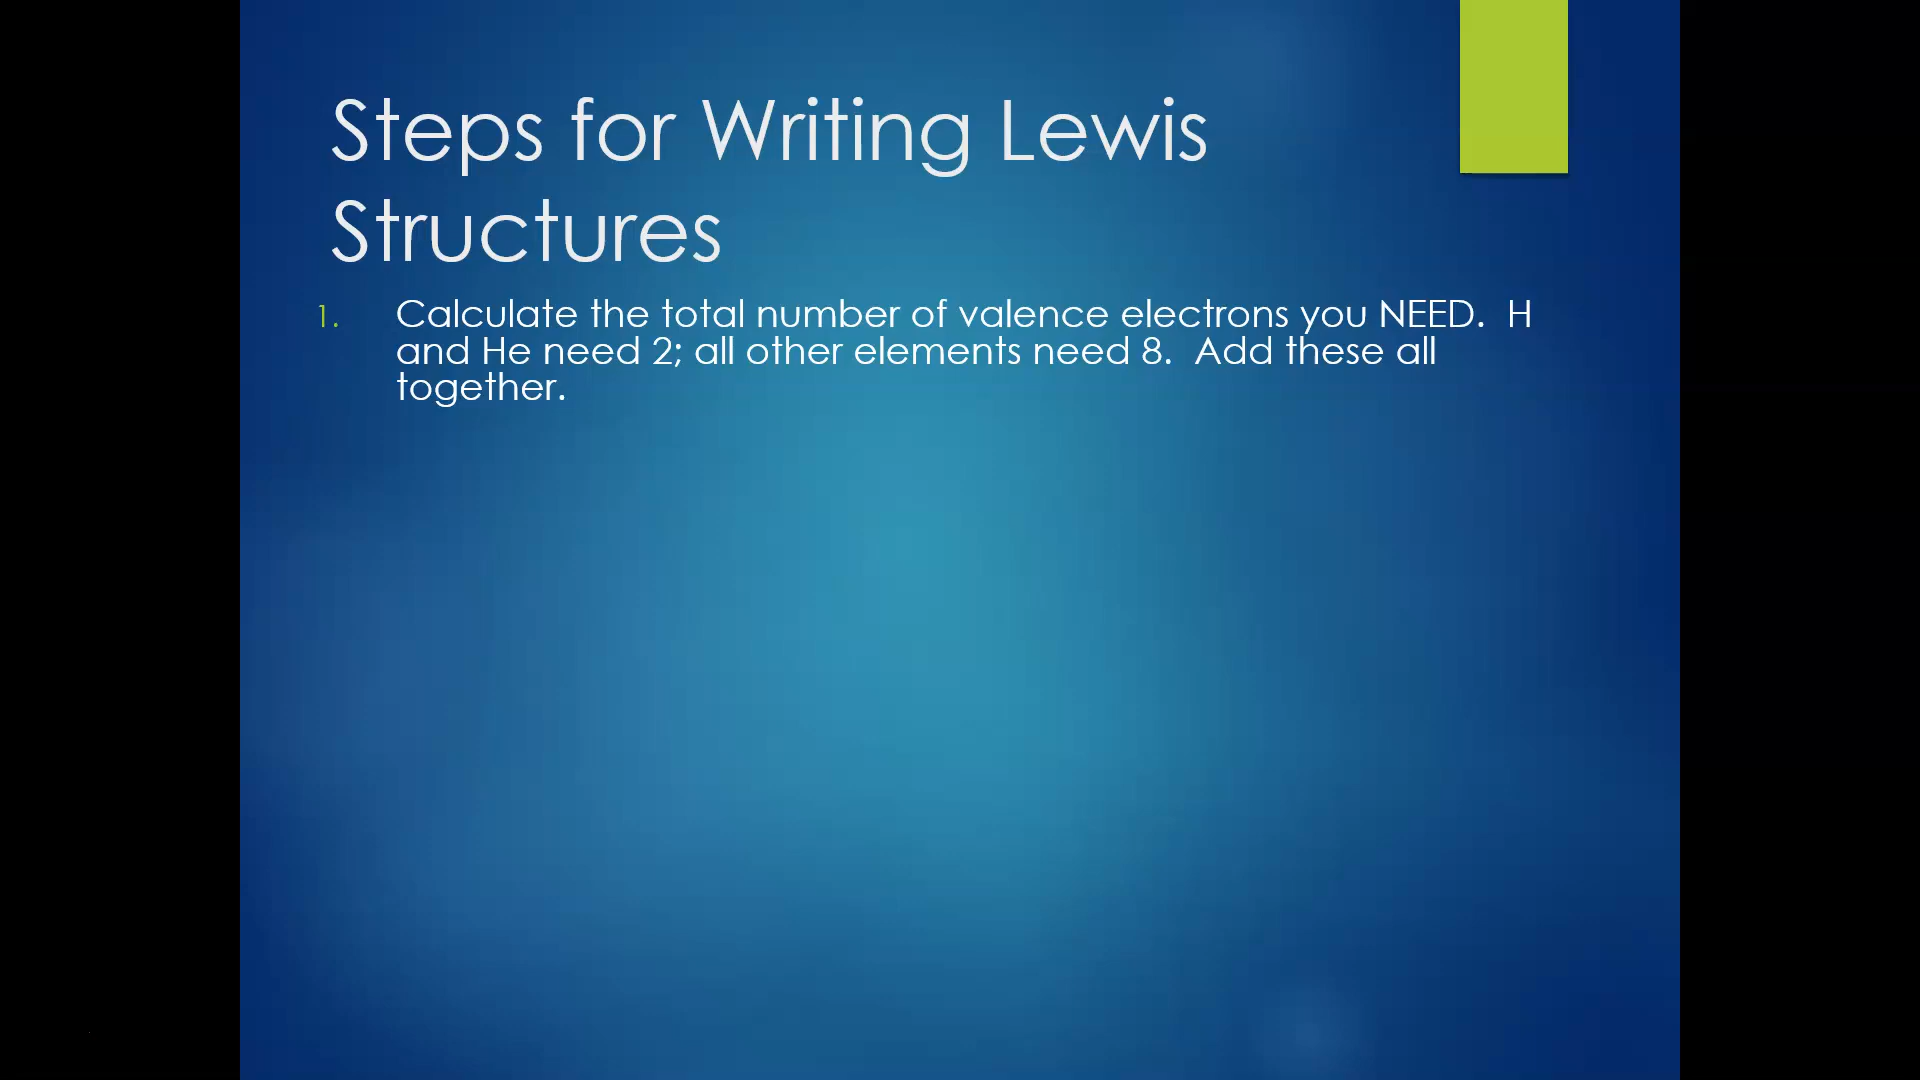 Steps for Writing Lewis
Structures
1. Calculate the total number of valence electrons you NEED.  H
and He need 2; all other elements need 8.  Add these all
together.